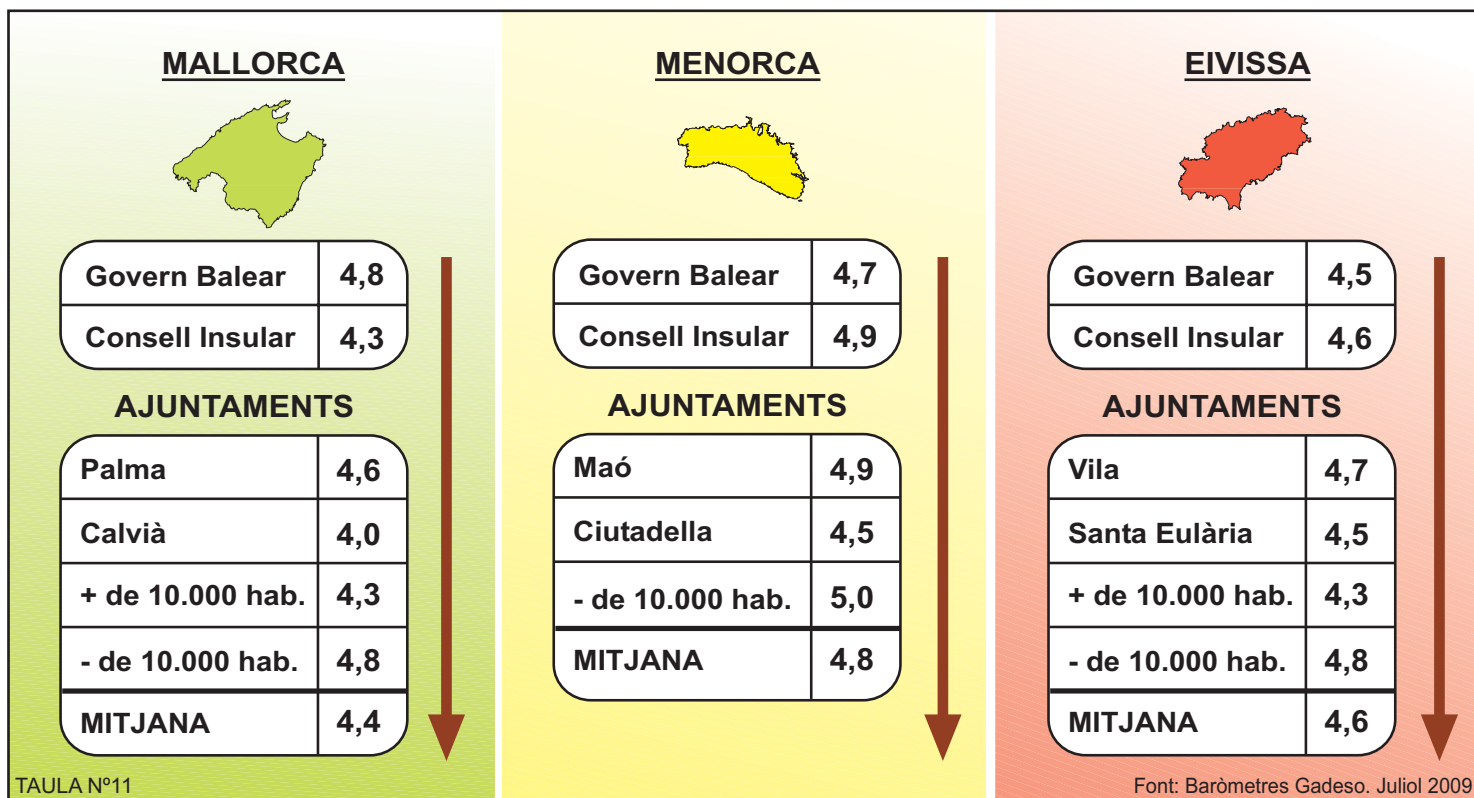 MALLORCA
Govern Balear 4,8
Consell Insular 4,3
AJUNTAMENTS
Palma 4,6
Calvià 4,0
+ de 10.000 hab. 4,3
- de 10.000 hab. 4,8
MITJANA 4,4
MENORCA
Govern Balear 4,7
Consell Insular 4,9
AJUNTAMENTS
Maó 4,9
Ciutadella 4,5
- de 10.000 hab. 5,0
MITJANA 4,8
EIVISSA
Govern Balear 4,5
Consell Insular 4,6
AJUNTAMENTS
Vila 4,7
Santa Eulària 4,5
+ de 10.000 hab. 4,3
- de 10.000 hab. 4,8
MITJANA 4,6
TAULA Nº11
Font: Baròmetres Gadeso. Juliol 2009